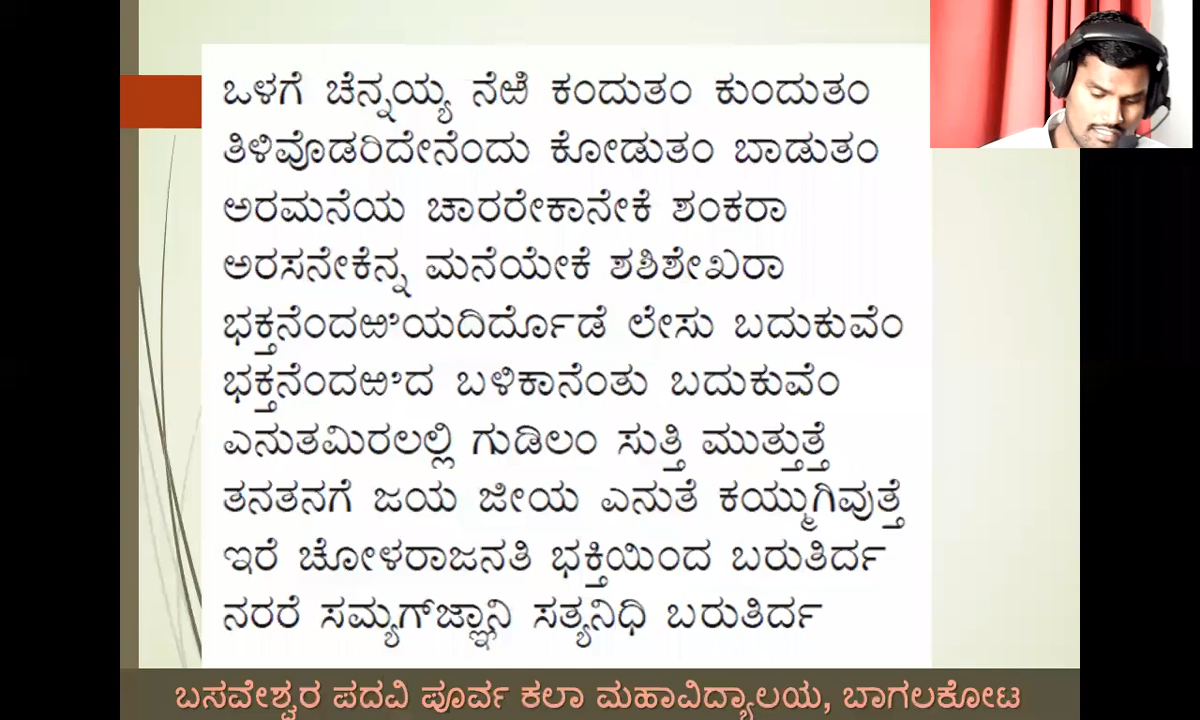 ಒಳಗೆ ಚೆನ್ನಯ್ಯ ನೆಱಿ ಕಂದುತಂ ಕುಂದುತಂ
ತಿಳಿವೊಡರಿದೇನೆಂದು ಕೋಡುತಂ ಬಾಡುತಂ
ಅರಮನೆಯ ಚಾರರೇಕಾನೇಕೆ ಶಂಕರಾ
ಅರಸನೇಕೆನ್ನ ಮನೆಯೇಕೆ ಶಶಿಶೇಖರಾ
ಭಕ್ತನೆಂದಱಿಯದಿರ್ದೊಡೆ ಲೇಸು ಬದುಕುವೆಂ
ಭಕ್ತನೆಂದಱಿದ ಬಳಿಕಾನೆಂತು ಬದುಕುವೆಂ
ಎನುತಮಿರಲಲ್ಲಿ ಗುಡಿಲಂ ಸುತ್ತಿ ಮುತ್ತುತ್ತೆ
ತನತನಗೆ ಜಯ ಜೀಯ ಎನುತೆ ಕಯ್ಮುಗಿವುತ್ತೆ
ಇರೆ ಚೋಳರಾಜನತಿ ಭಕ್ತಿಯಿಂದ ಬರುತಿರ್ದ
ನರರೆ ಸಮ್ಯಗ್‌ಜ್ಞಾನಿ ಸತ್ಯನಿಧಿ ಬರುತಿರ್ದ
ಬಸವೇಶ್ವರ ಪದವಿ ಪೂರ್ವ ಕಲಾ ಮಹಾವಿದ್ಯಾಲಯ, ಬಾಗಲಕೋಟ